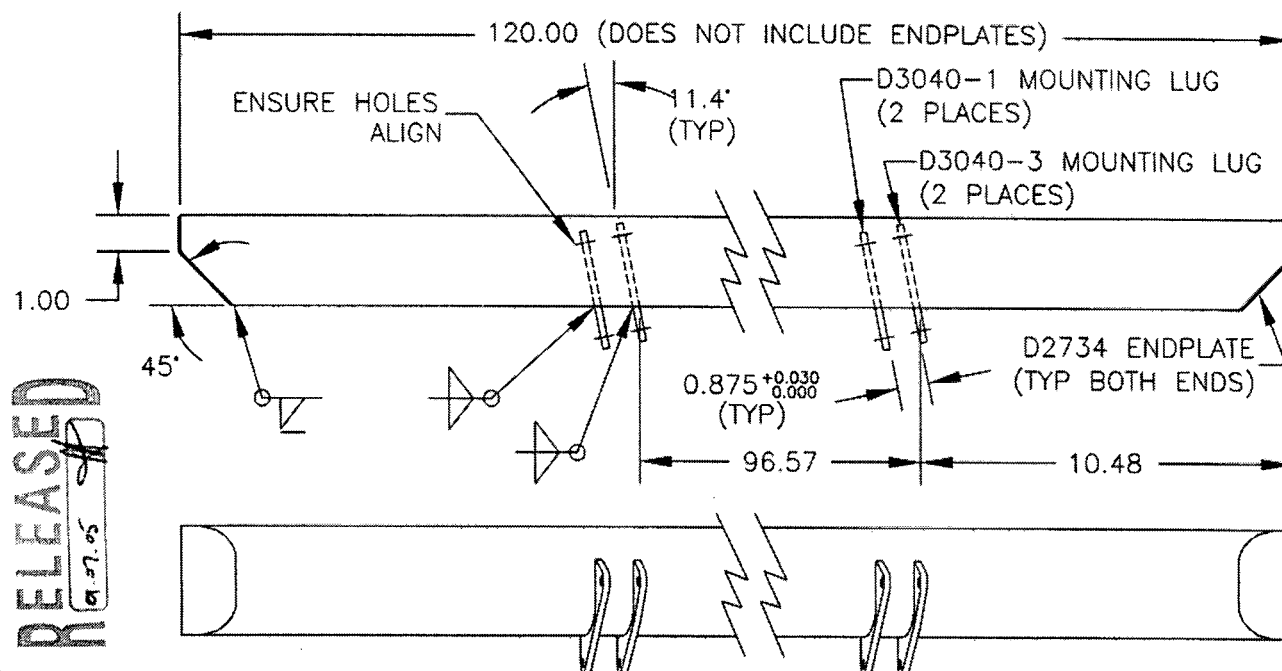 120.00 (DOES NOT INCLUDE ENDPLATES)
ENSURE HOLES
ALIGN
11.4°
(TYP)
D3040-1 MOUNTING LUG
(2 PLACES)
D3040-3 MOUNTING LUG
(2 PLACES)
1.00
45°
0.875 +0.030
0.000
(TYP)
D2734 ENDPLATE
(TYP BOTH ENDS)
96.57
10.48
RELEASED